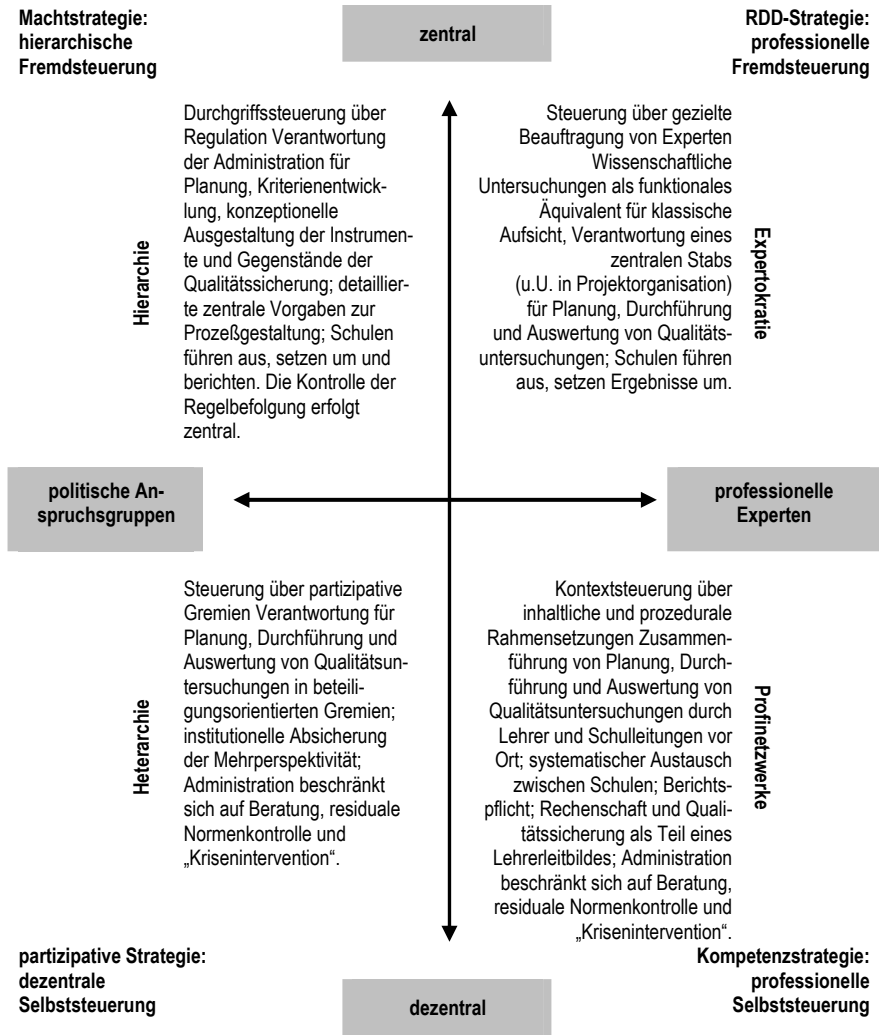 Machtstrategie:
hierarchische
Fremdsteuerung
zentral
RDD-Strategie:
professionelle
Fremdsteuerung
Hierarchie
Durchgriffssteuerung über
Regulation Verantwortung
der Administration für
Planung, Kriterienentwick-
lung, konzeptionelle
Ausgestaltung der Instrumen-
te und Gegenstände der
Qualitätssicherung; detaillier-
te zentrale Vorgaben zur
Prozeßgestaltung; Schulen
führen aus, setzen um und
berichten. Die Kontrolle der
Regelbefolgung erfolgt
zentral.
Steuerung über gezielte
Beauftragung von Experten
Wissenschaftliche
Untersuchungen als funktionales
Äquivalent für klassische
Aufsicht, Verantwortung eines
zentralen Stabs
(u.U. in Projektorganisation)
für Planung, Durchführung
und Auswertung von Qualitäts-
untersuchungen; Schulen führen
aus, setzen Ergebnisse um.
Expertokratie
politische An-
spruchsgruppen
professionelle
Experten
Heterarchie
Steuerung über partizipative
Gremien Verantwortung für
Planung, Durchführung und
Auswertung von Qualitätsun-
tersuchungen in beteili-
gungsorientierten Gremien;
institutionelle Absicherung
der Mehrperspektivität;
Administration beschränkt
sich auf Beratung, residuale
Normenkontrolle und
„Krisenintervention“.
Kontextsteuerung über
inhaltliche und prozedurale
Rahmensetzungen Zusammen-
führung von Planung, Durch-
führung und Auswertung von
Qualitätsuntersuchungen durch
Lehrer und Schulleitungen vor
Ort; systematischer Austausch
zwischen Schulen; Berichts-
pflicht; Rechenschaft und Quali-
tätssicherung als Teil eines
Lehrerleitbildes; Administration
beschränkt sich auf Beratung,
residuale Normenkontrolle und
„Krisenintervention“.
Profinetzwerke
partizipative Strategie:
dezentrale
Selbststeuerung
dezentral
Kompetenzstrategie:
professionelle
Selbststeuerung